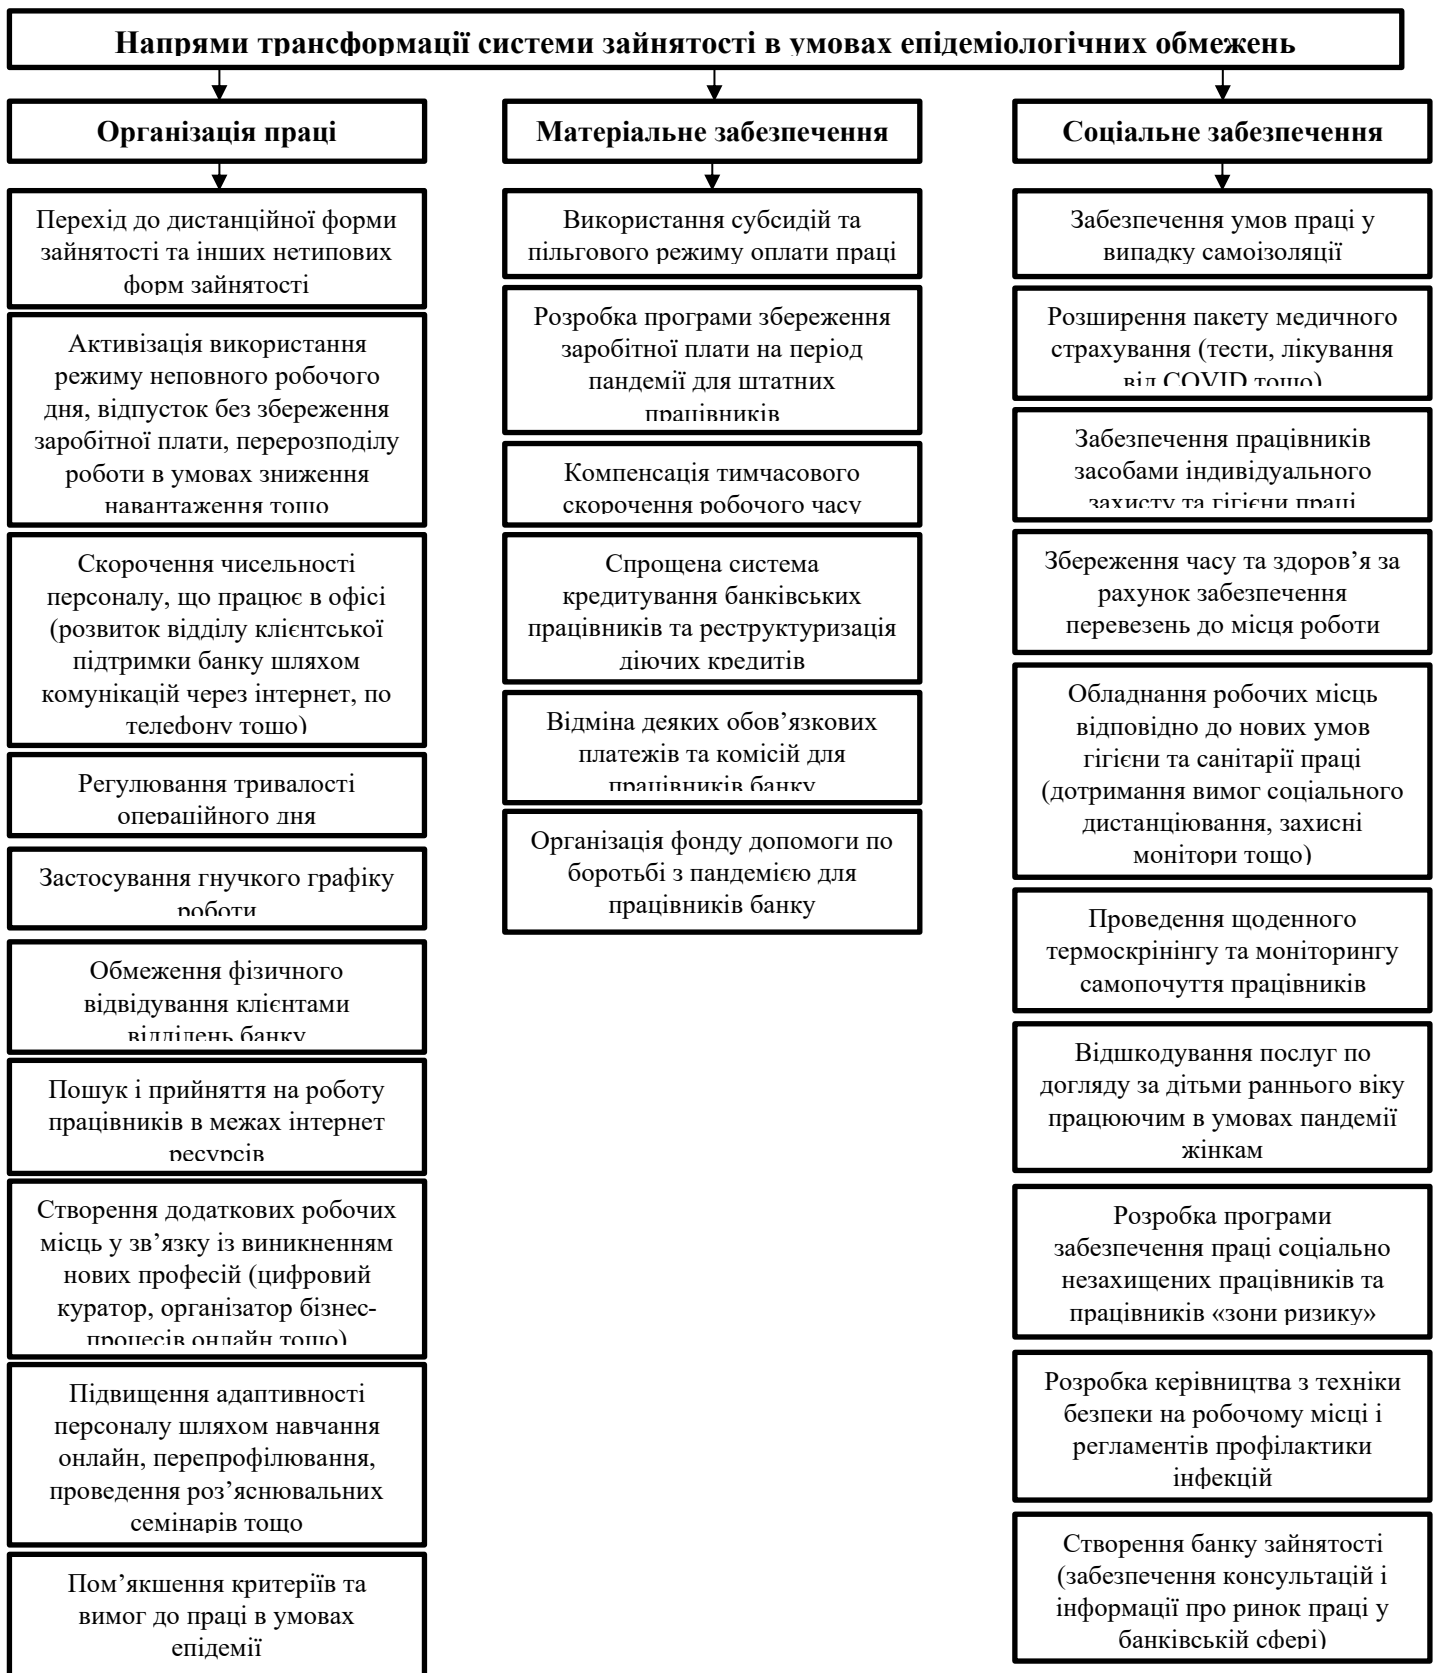 Напрями трансформації системи зайнятості в умовах епідеміологічних обмежень
Організація праці
Перехід до дистанційної форми
зайнятості та інших нетипових
форм зайнятості
Активізація використання
режиму неповного робочого
дня, відпусток без збереження
заробітної плати, перерозподілу
роботи в умовах зниження
навантаження тощо
Скорочення чисельності
персоналу, що працює в офісі
(розвиток відділу клієнтської
підтримки банку шляхом
комунікацій через інтернет, по
телефону тощо)
Регулювання тривалості
операційного дня
Застосування гнучкого графіку
роботи
Обмеження фізичного
відвідування клієнтами
відділень банку
Пошук і прийняття на роботу
працівників в межах інтернет
ресурсів
Створення додаткових робочих
місць у зв’язку із виникненням
нових професій (цифровий
куратор, організатор бізнес-
процесів онлайн тощо)
Підвищення адаптивності
персоналу шляхом навчання
онлайн, перепрофілювання,
проведення роз’яснювальних
семінарів тощо
Пом’якшення критеріїв та
вимог до праці в умовах
епідемії
Матеріальне забезпечення
Використання субсидій та
пільгового режиму оплати праці
Розробка програми збереження
заробітної плати на період
пандемії для штатних
працівників
Компенсація тимчасового
скорочення робочого часу
Спрощена система
кредитування банківських
працівників та реструктуризація
діючих кредитів
Відміна деяких обов’язкових
платежів та комісій для
працівників банку
Організація фонду допомоги по
боротьбі з пандемією для
працівників банку
Соціальне забезпечення
Забезпечення умов праці у
випадку самоізоляції
Розширення пакету медичного
страхування (тести, лікування
від COVID тощо)
Забезпечення працівників
засобами індивідуального
захисту та гігієни праці
Збереження часу та здоров’я за
рахунок забезпечення
перевезень до місця роботи
Обладнання робочих місць
відповідно до нових умов
гігієни та санітарії праці
(дотримання вимог соціального
дистанціювання, захисні
монітори тощо)
Проведення щоденного
термоскрінінгу та моніторингу
самопочуття працівників
Відшкодування послуг по
догляду за дітьми раннього віку
працюючим в умовах пандемії
жінкам
Розробка програми
забезпечення праці соціально
незахищених працівників та
працівників «зони ризику»
Розробка керівництва з техніки
безпеки на робочому місці і
регламентів профілактики
інфекцій
Створення банку зайнятості
(забезпечення консультацій і
інформації про ринок праці у
банківській сфері)